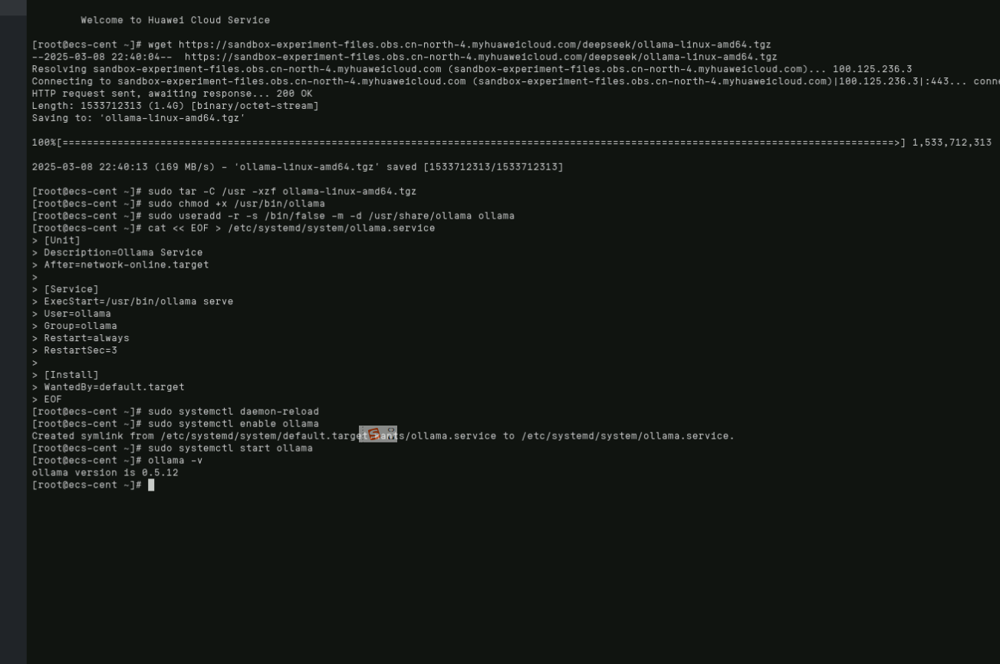 Welcome to Huawei Cloud Service
[root@ecs-cent ~]# wget https://sandbox-experiment-files.obs.cn-north-4.myhuaweicloud.com/deepseek/ollama-linux-amd64.tgz
--2025-03-08 22:40:04--  https://sandbox-experiment-files.obs.cn-north-4.myhuaweicloud.com/deepseek/ollama-linux-amd64.tgz
Resolving sandbox-experiment-files.obs.cn-north-4.myhuaweicloud.com (sandbox-experiment-files.obs.cn-north-4.myhuaweicloud.com)... 100.125.236.3
Connecting to sandbox-experiment-files.obs.cn-north-4.myhuaweicloud.com (sandbox-experiment-files.obs.cn-north-4.myhuaweicloud.com)|100.125.236.3|:443... conne
HTTP request sent, awaiting response... 200 OK
Length: 1533712313 (1.4G) [binary/octet-stream]
Saving to: 'ollama-linux-amd64.tgz'
100%[========================================================================================================================================>] 1,533,712,313
2025-03-08 22:40:13 (169 MB/s) - 'ollama-linux-amd64.tgz' saved [1533712313/1533712313]
[root@ecs-cent ~]# sudo tar -C /usr -xzf ollama-linux-amd64.tgz
[root@ecs-cent ~]# sudo chmod +x /usr/bin/ollama
[root@ecs-cent ~]# sudo useradd -r -s /bin/false -m -d /usr/share/ollama ollama
[root@ecs-cent ~]# cat << EOF > /etc/systemd/system/ollama.service
> [Unit]
> Description=Ollama Service
> After=network-online.target
>
> [Service]
> ExecStart=/usr/bin/ollama serve
> User=ollama
> Group=ollama
> Restart=always
> RestartSec=3
>
> [Install]
> WantedBy=default.target
> EOF
[root@ecs-cent ~]# sudo systemctl daemon-reload
[root@ecs-cent ~]# sudo systemctl enable ollama
Created symlink from /etc/systemd/system/default.target.wants/ollama.service to /etc/systemd/system/ollama.service.
[root@ecs-cent ~]# sudo systemctl start ollama
[root@ecs-cent ~]# ollama -v
ollama version is 0.5.12
[root@ecs-cent ~]#